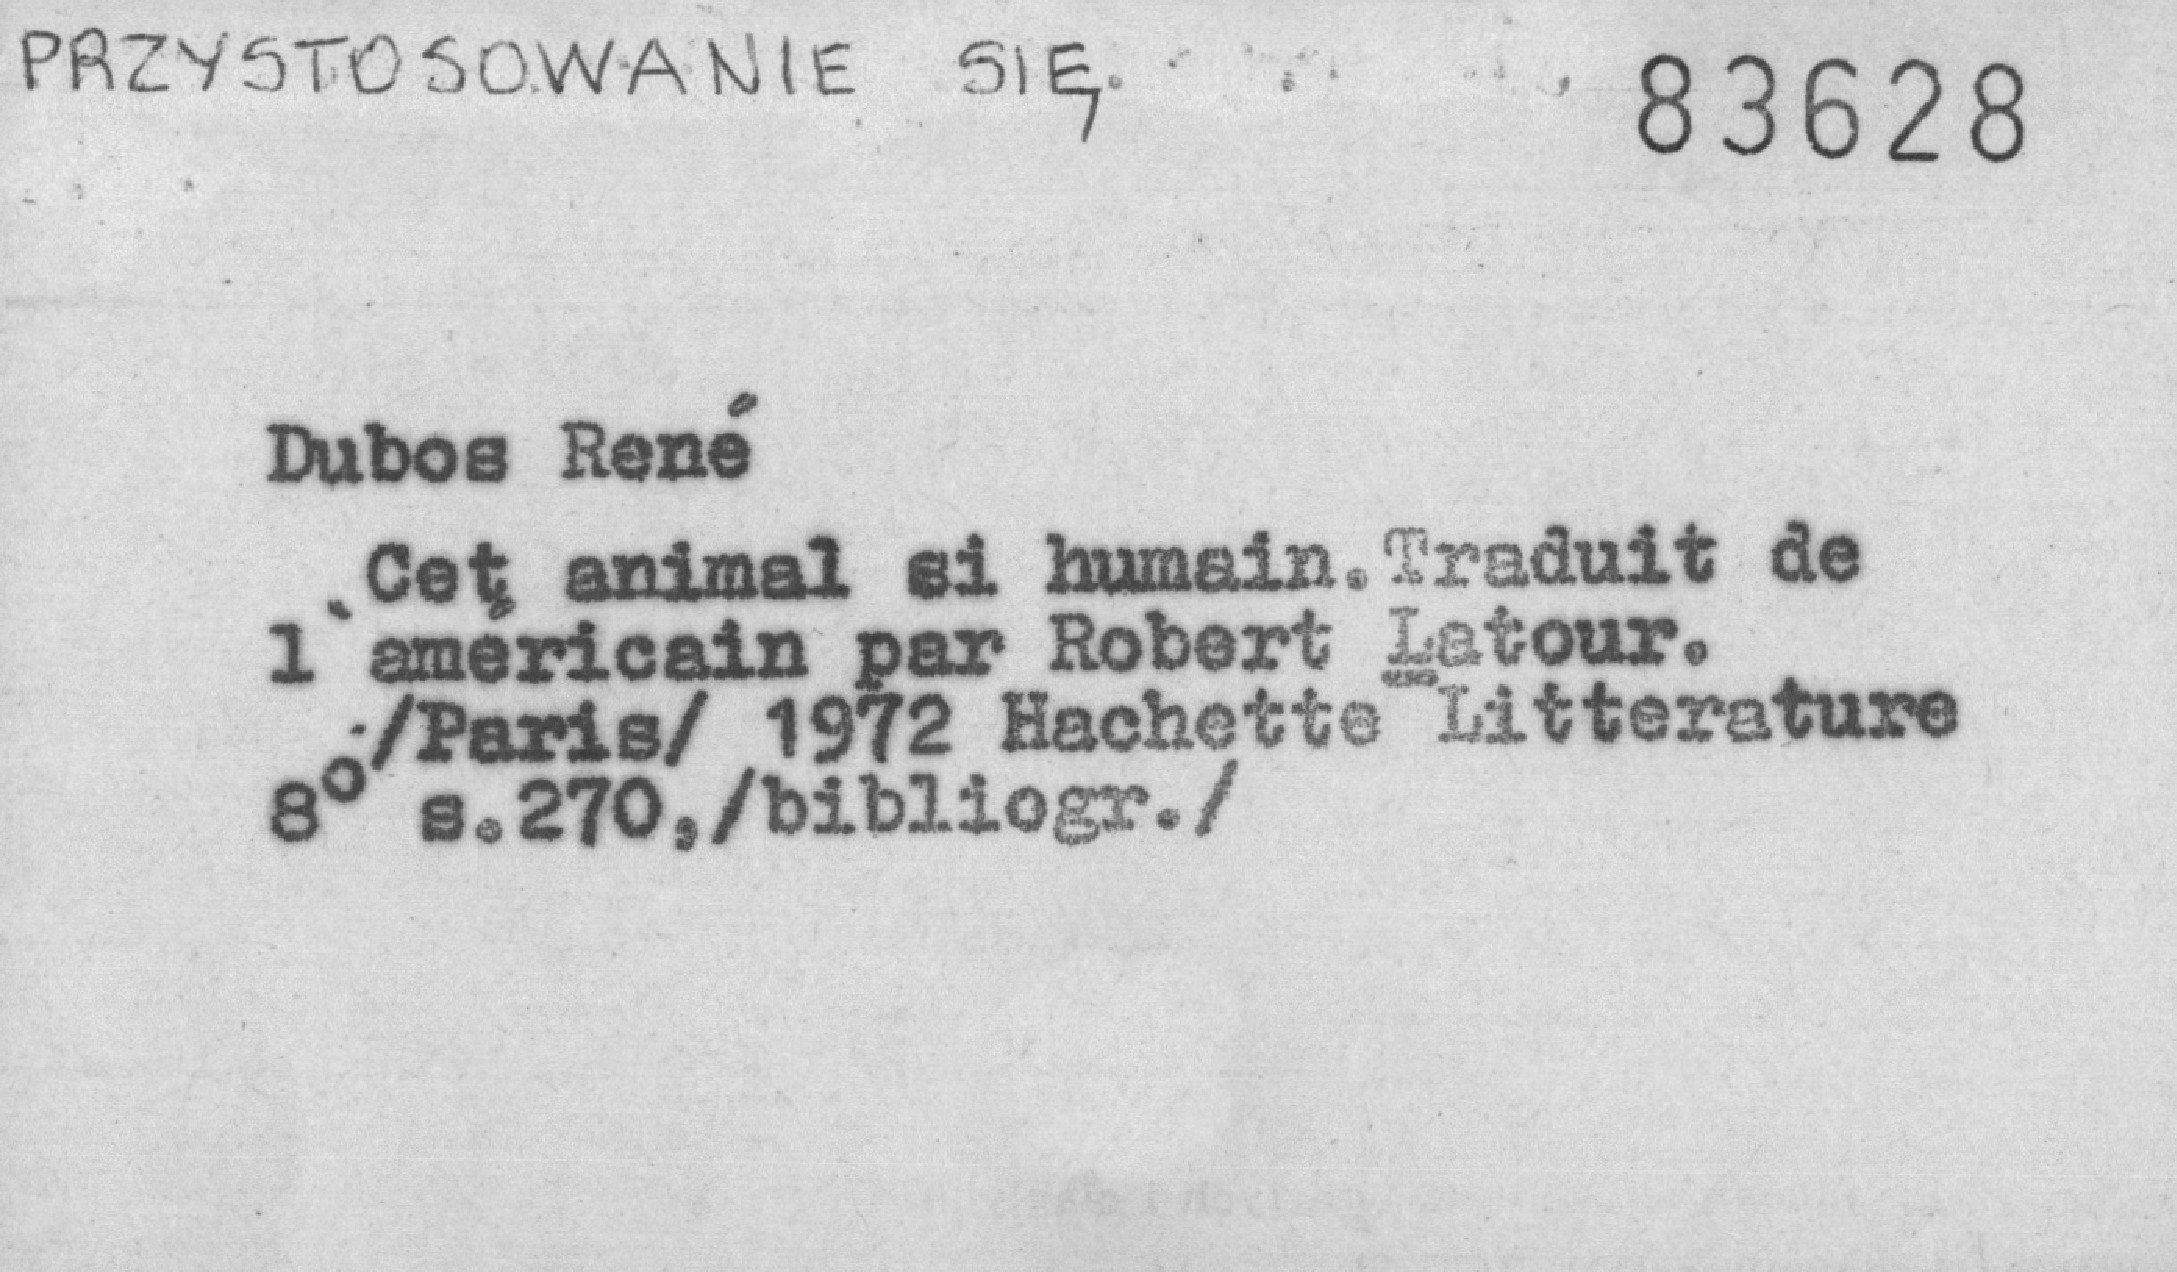 PRZYSTOSOWANIE SIĘ
83628
Dubos René
Cet animal si humain. Traduit de
l`américain par Robert Latour.
/Paris/ 1972 Hachette Litterature
8° s.270,/bibliogr./